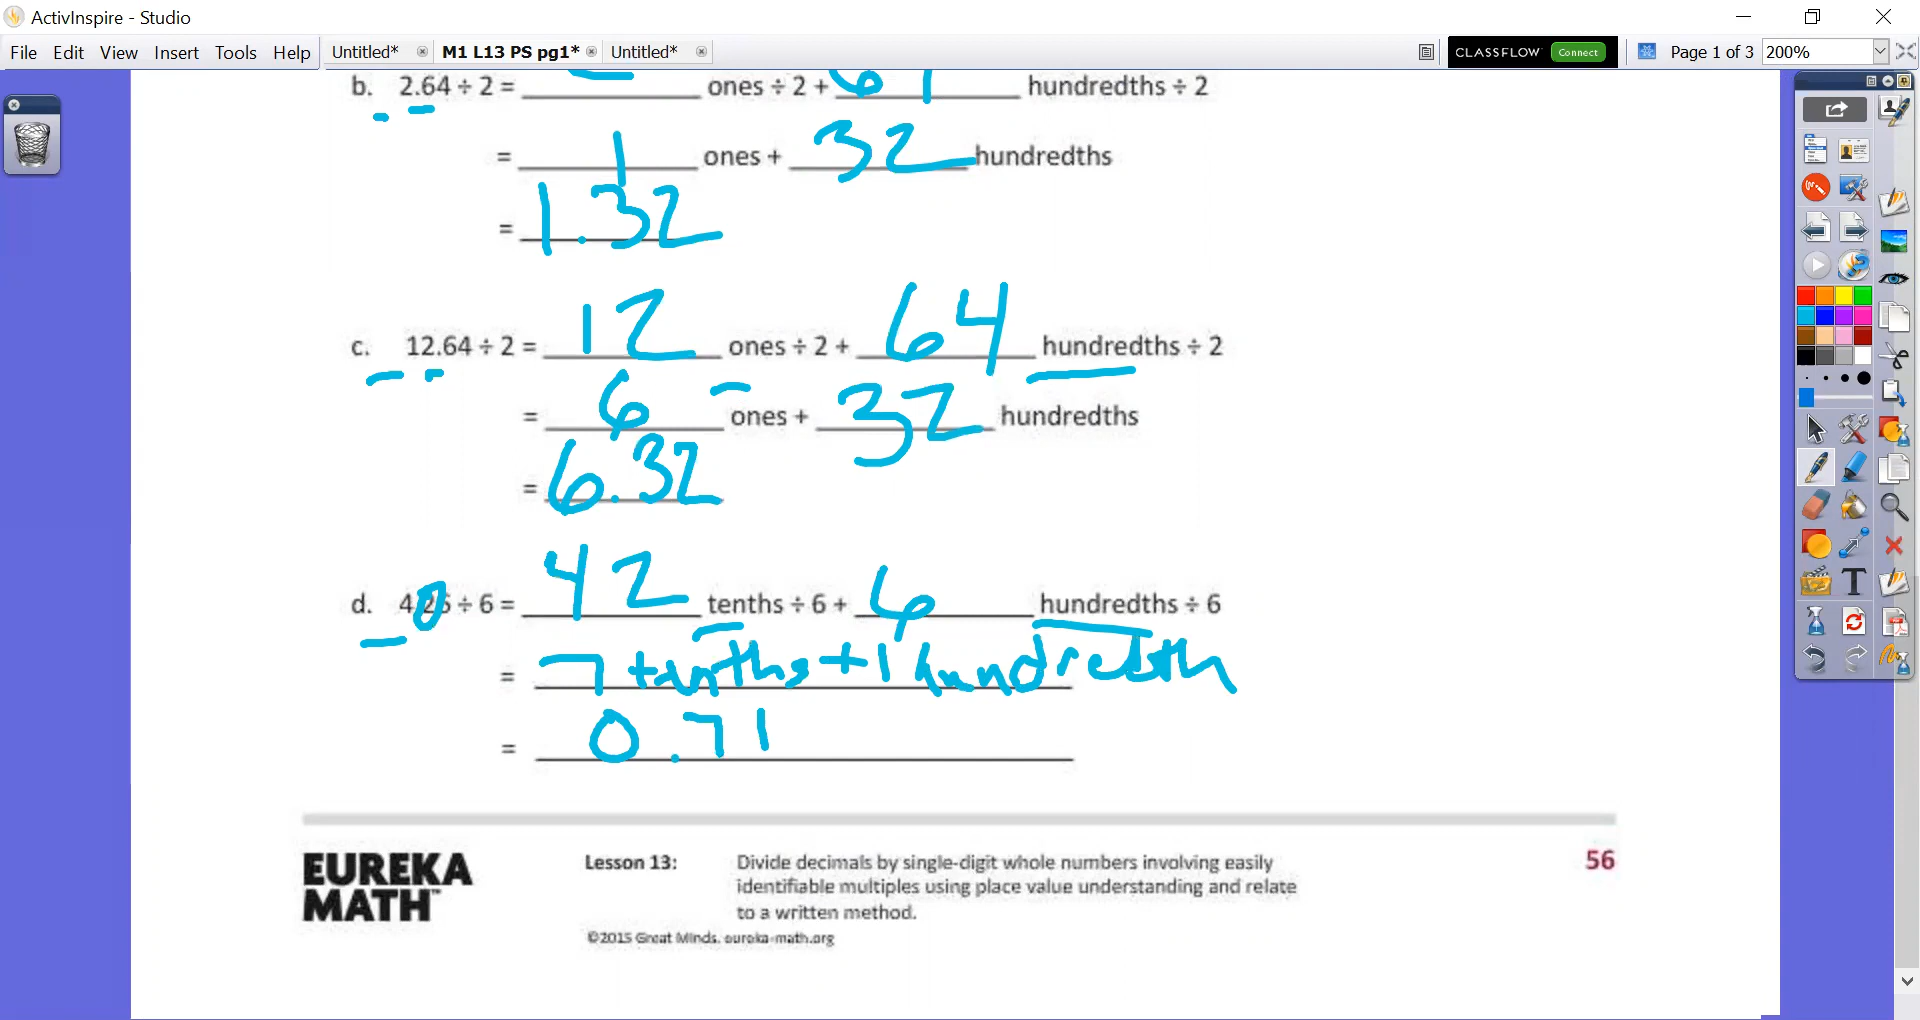 ActivInspire - Studio
File Edit View Insert Tools Help
Untitled* M1 L13 PS pg1* Untitled*
CLASSFLOW Connect
Page 1 of 3 200%
b. 2.64 ÷ 2 = ones ÷ 2 + 64 hundredths ÷ 2
= 1 ones + 32 hundredths
= 1.32
c. 12.64 ÷ 2 = 12 ones ÷ 2 + 64 hundredths ÷ 2
= 6 ones + 32 hundredths
= 6.32
d. 4.26 ÷ 6 = 42 tenths ÷ 6 + 6 hundredths ÷ 6
= 7 tenths + 1 hundredth
= 0.71
EUREKA
MATH™
Lesson 13: Divide decimals by single-digit whole numbers involving easily
identifiable multiples using place value understanding and relate
to a written method.
©2015 Great Minds. eureka-math.org
56